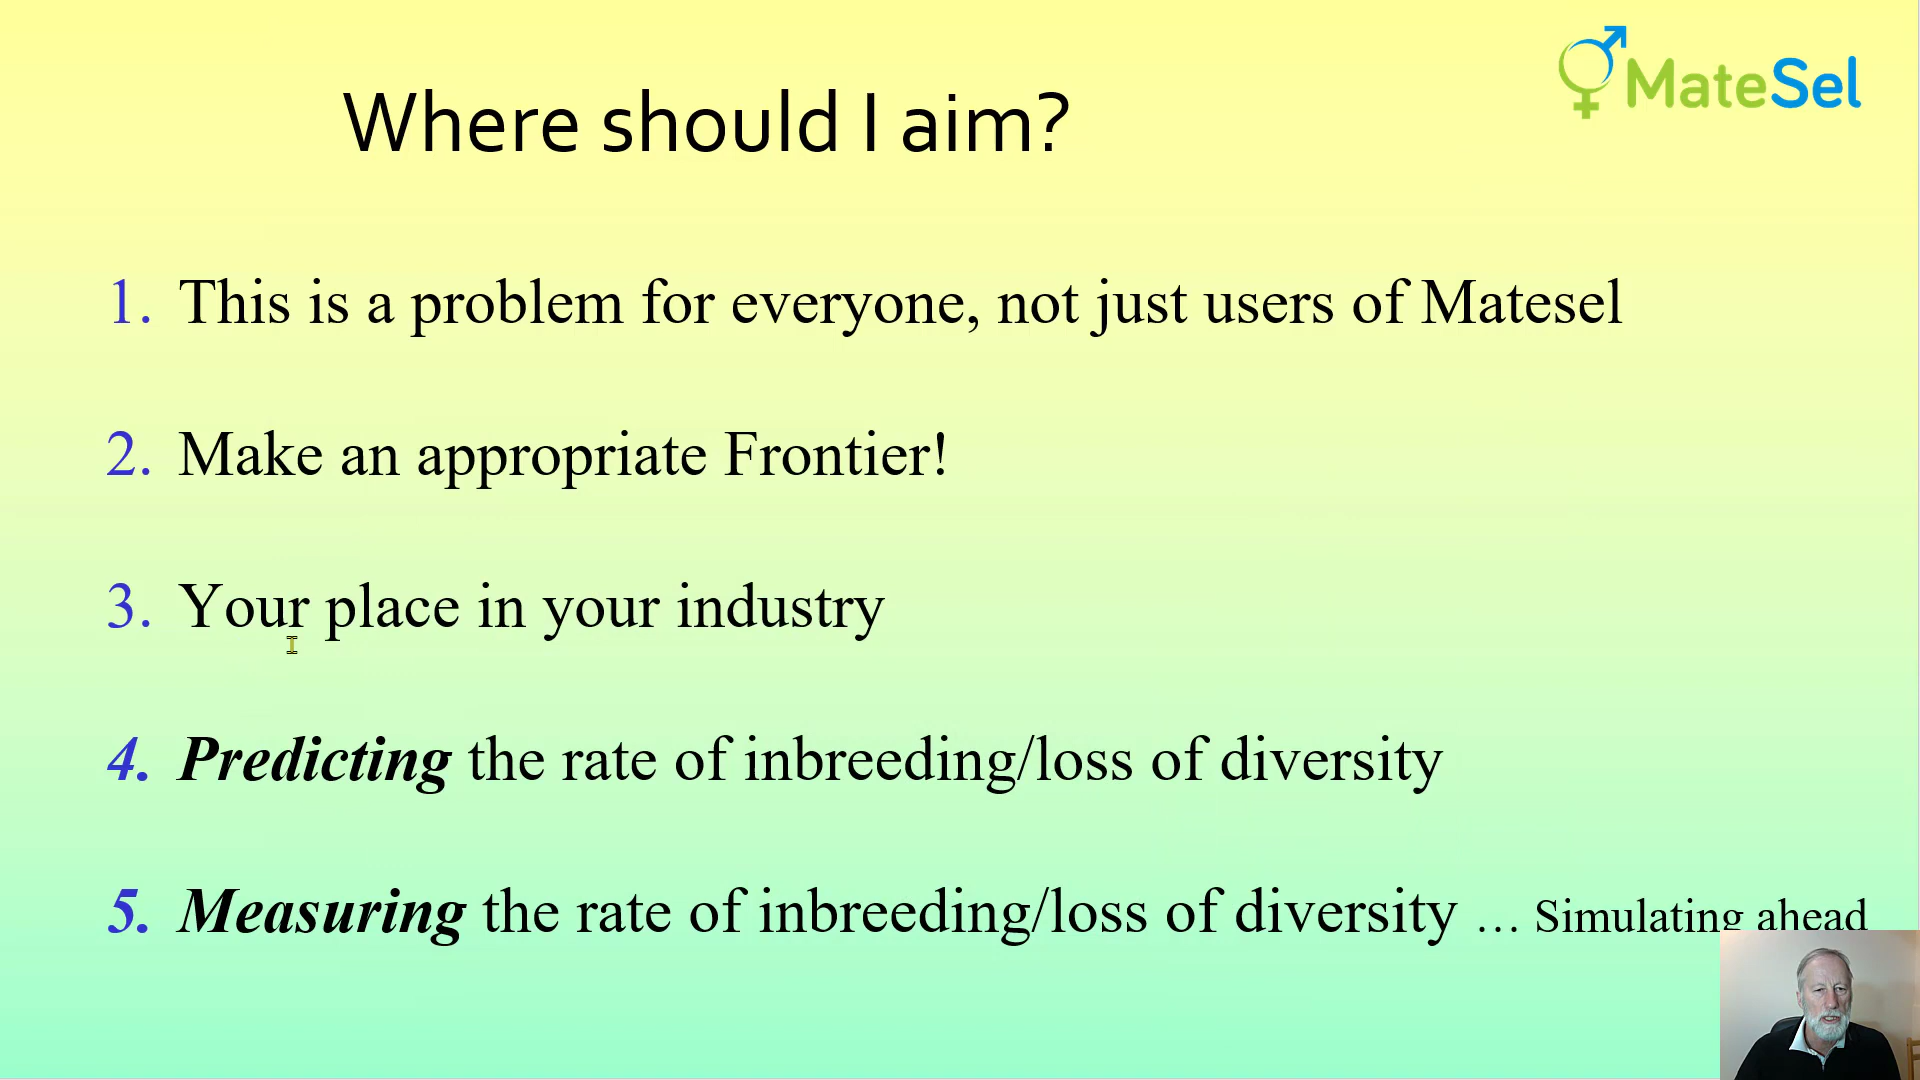 MateSel
Where should I aim?
1. This is a problem for everyone, not just users of Matesel
2. Make an appropriate Frontier!
3. Your place in your industry
4. Predicting the rate of inbreeding/loss of diversity
5. Measuring the rate of inbreeding/loss of diversity ... Simulating ahead